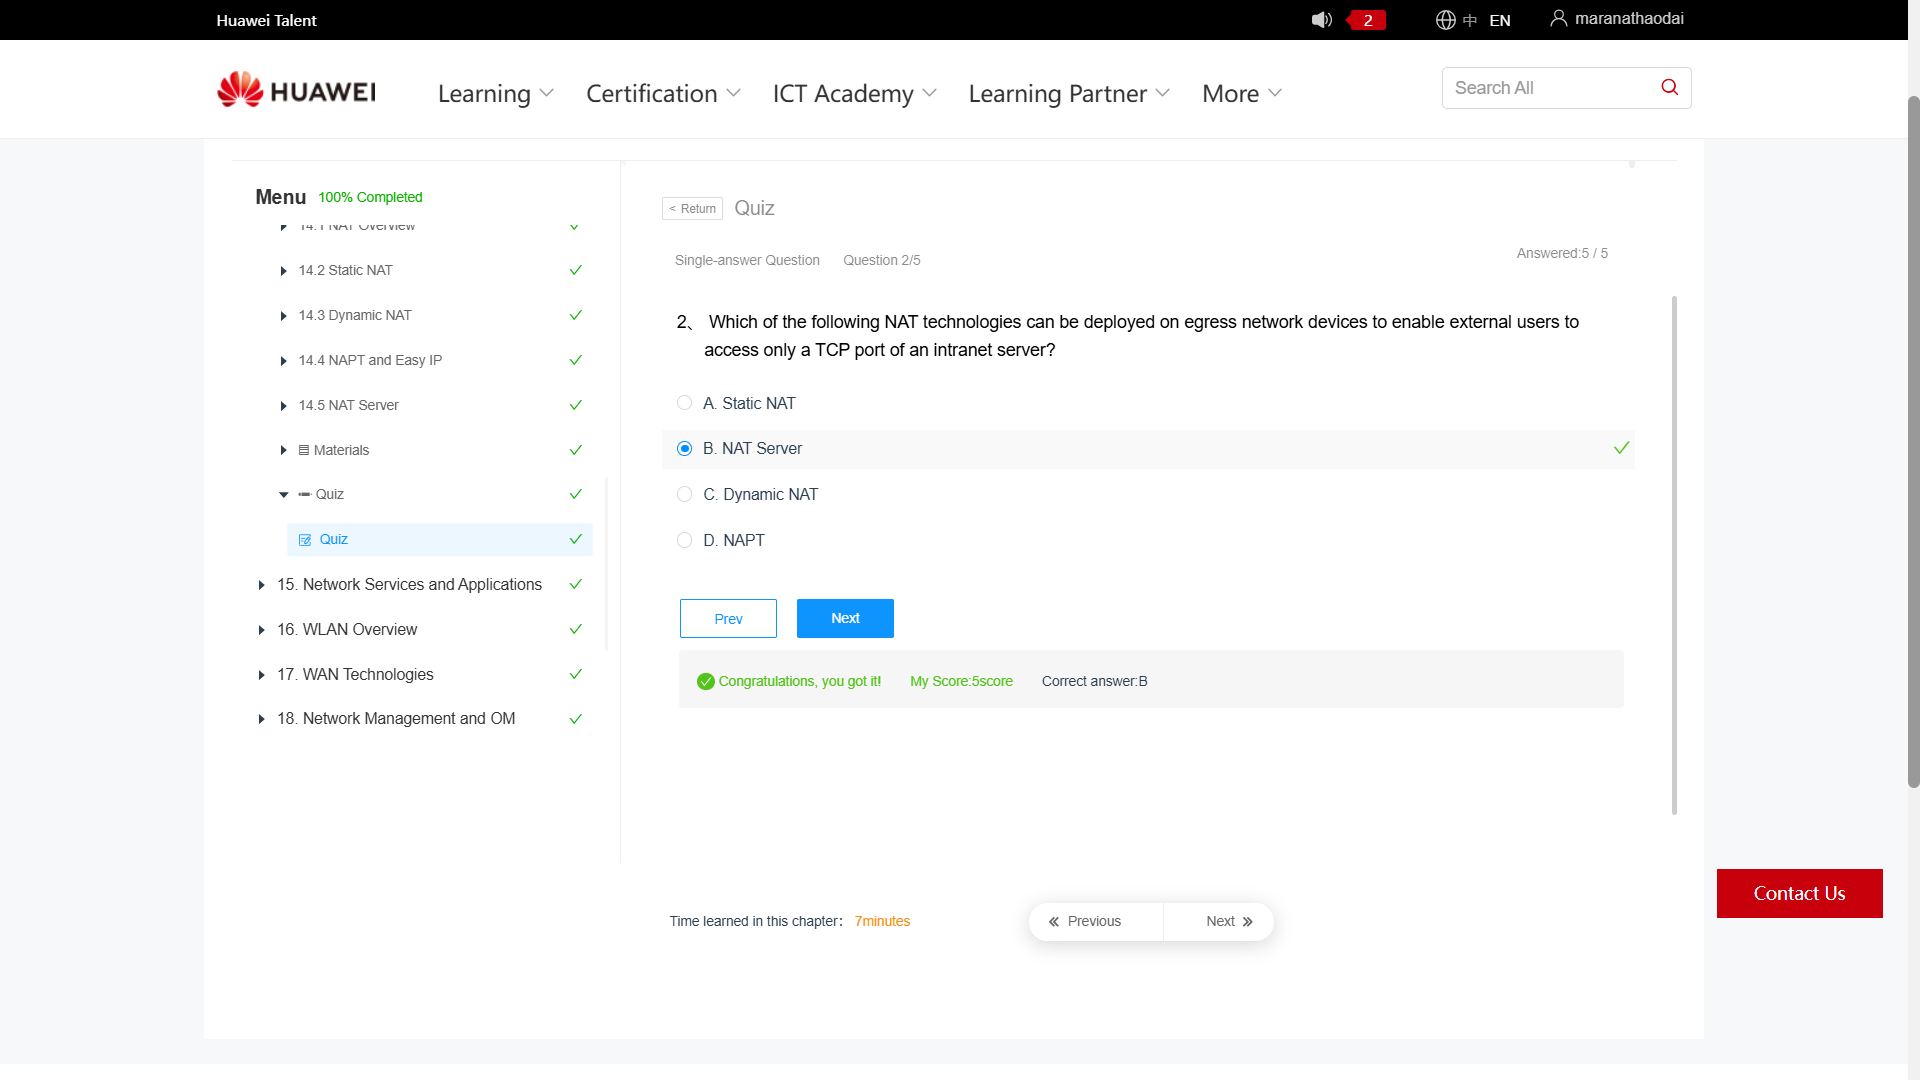 Huawei Talent
2
中 EN
maranathaodai
HUAWEI
Learning
Certification
ICT Academy
Learning Partner
More
Search All
Menu 100% Completed
14.1 NAT Overview
14.2 Static NAT
14.3 Dynamic NAT
14.4 NAPT and Easy IP
14.5 NAT Server
Materials
Quiz
Quiz
15. Network Services and Applications
16. WLAN Overview
17. WAN Technologies
18. Network Management and OM
< Return Quiz
Single-answer Question Question 2/5
Answered:5 / 5
2、 Which of the following NAT technologies can be deployed on egress network devices to enable external users to
access only a TCP port of an intranet server?
A. Static NAT
B. NAT Server
C. Dynamic NAT
D. NAPT
Prev
Next
Congratulations, you got it! My Score:5score Correct answer:B
Time learned in this chapter： 7minutes
« Previous
Next »
Contact Us